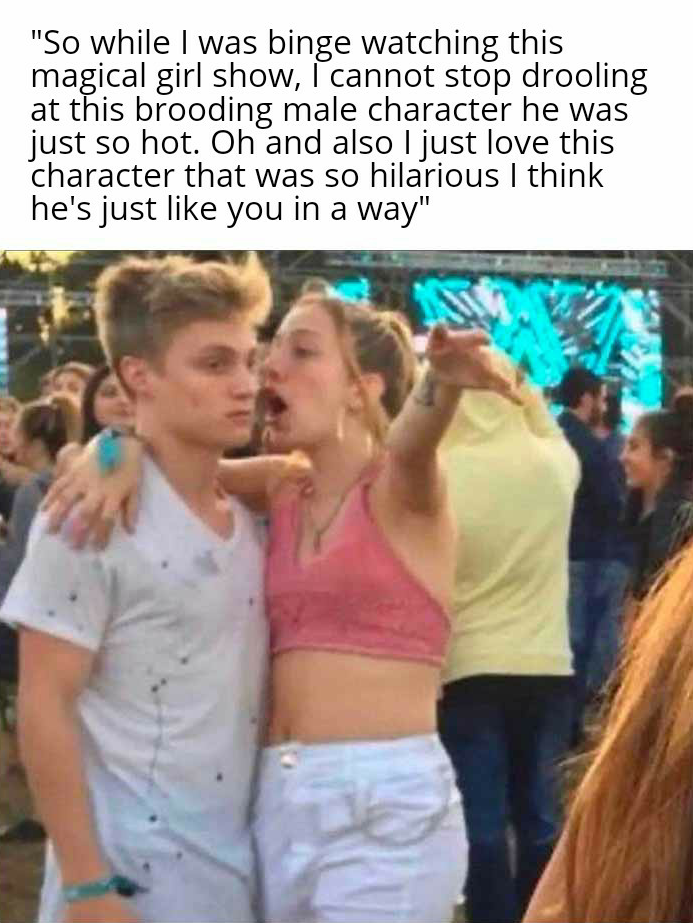 "So while I was binge watching this
magical girl show, I cannot stop drooling
at this brooding male character he was
just so hot. Oh and also I just love this
character that was so hilarious I think
he's just like you in a way"